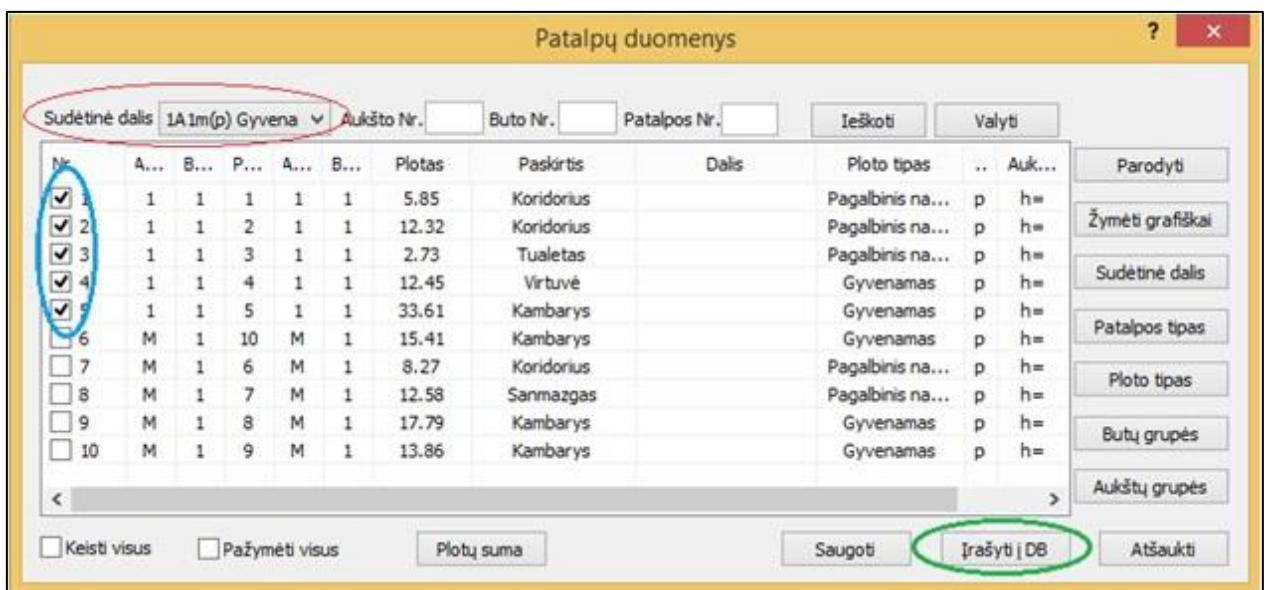 Patalpų duomenys ? ×
Sudėtinė dalis 1A1m(p) Gyvena Aukšto Nr. Buto Nr. Patalpos Nr. Ieškoti Valyti
Nr. A... B... P... A... B... Plotas Paskirtis Dalis Ploto tipas .. Auk... Parodyti
1 1 1 1 1 1 5.85 Koridorius Pagalbinis na... p h=
2 1 1 2 1 1 12.32 Koridorius Pagalbinis na... p h= Žymėti grafiškai
3 1 1 3 1 1 2.73 Tualetas Pagalbinis na... p h=
4 1 1 4 1 1 12.45 Virtuvė Gyvenamas p h= Sudėtinė dalis
5 1 1 5 1 1 33.61 Kambarys Gyvenamas p h=
6 M 1 10 M 1 15.41 Kambarys Gyvenamas p h= Patalpos tipas
7 M 1 6 M 1 8.27 Koridorius Pagalbinis na... p h=
8 M 1 7 M 1 12.58 Sanmazgas Pagalbinis na... p h= Ploto tipas
9 M 1 8 M 1 17.79 Kambarys Gyvenamas p h=
10 M 1 9 M 1 13.86 Kambarys Gyvenamas p h= Butų grupės
Aukštų grupės
Keisti visus Pažymėti visus Plotų suma Saugoti Įrašyti į DB Atšaukti